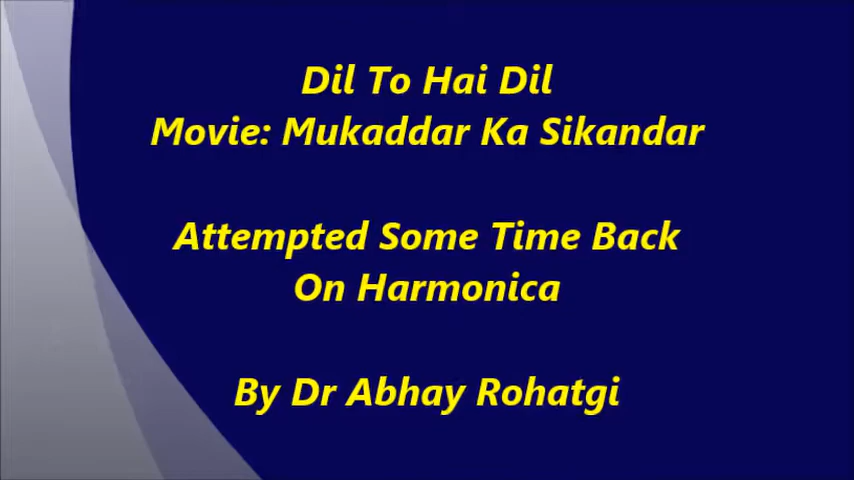 Dil To Hai Dil
Movie: Mukaddar Ka Sikandar
Attempted Some Time Back
On Harmonica
By Dr Abhay Rohatgi